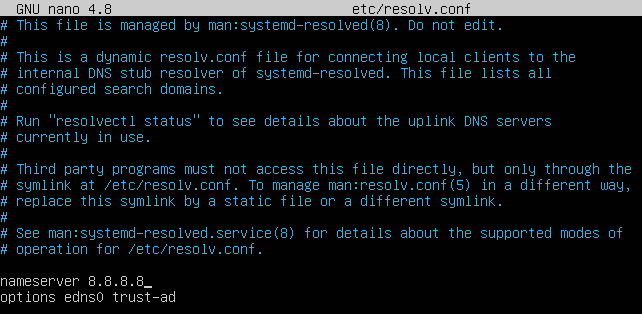 GNU nano 4.8 etc/resolv.conf
# This file is managed by man:systemd-resolved(8). Do not edit.
#
# This is a dynamic resolv.conf file for connecting local clients to the
# internal DNS stub resolver of systemd-resolved. This file lists all
# configured search domains.
#
# Run "resolvectl status" to see details about the uplink DNS servers
# currently in use.
#
# Third party programs must not access this file directly, but only through the
# symlink at /etc/resolv.conf. To manage man:resolv.conf(5) in a different way,
# replace this symlink by a static file or a different symlink.
#
# See man:systemd-resolved.service(8) for details about the supported modes of
# operation for /etc/resolv.conf.
nameserver 8.8.8.8
options edns0 trust-ad